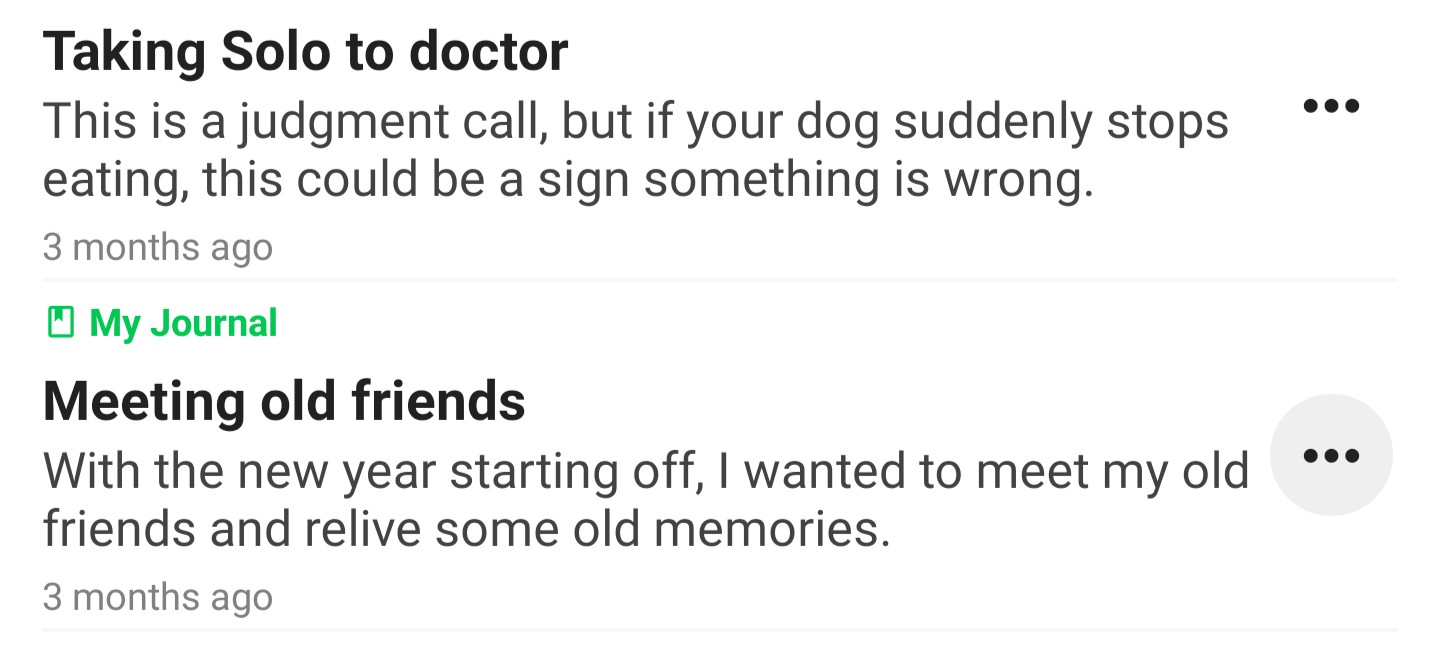 Taking Solo to doctor
This is a judgment call, but if your dog suddenly stops
eating, this could be a sign something is wrong.
3 months ago
My Journal
Meeting old friends
With the new year starting off, I wanted to meet my old
friends and relive some old memories.
3 months ago